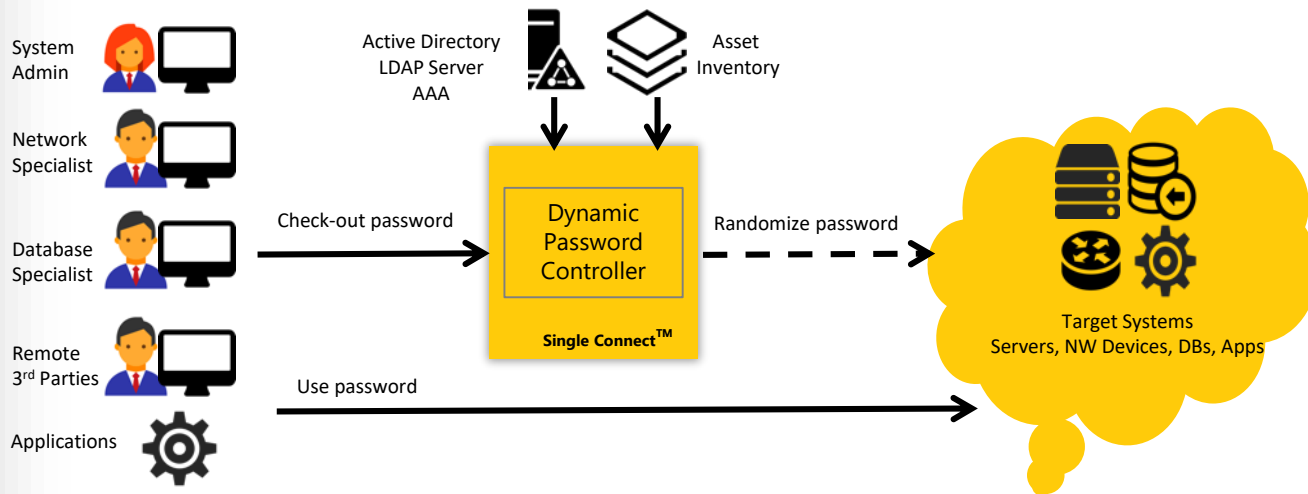 System
Admin
Active Directory
LDAP Server
AAA
Asset
Inventory
Network
Specialist
Database
Specialist
Check-out password
Dynamic
Password
Controller
Single Connect™
Randomize password
Target Systems
Servers, NW Devices, DBs, Apps
Remote
3rd Parties
Use password
Applications